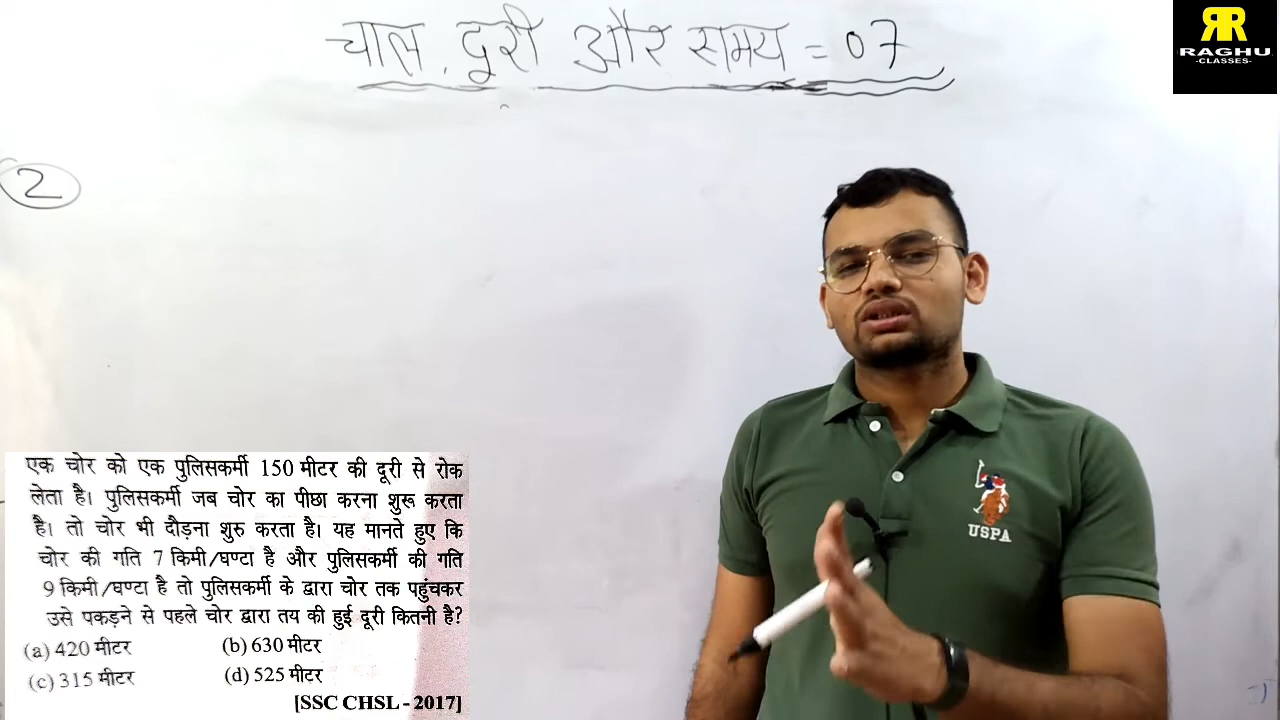 चाल, दूरी और समय = 07
RR
RAGHU
-CLASSES-
2
USPA
एक चोर को एक पुलिसकर्मी 150 मीटर की दूरी से रोक
लेता है। पुलिसकर्मी जब चोर का पीछा करना शुरू करता
है। तो चोर भी दौड़ना शुरु करता है। यह मानते हुए कि
चोर की गति 7 किमी/घण्टा है और पुलिसकर्मी की गति
9 किमी/घण्टा है तो पुलिसकर्मी के द्वारा चोर तक पहुंचकर
उसे पकड़ने से पहले चोर द्वारा तय की हुई दूरी कितनी है?
(a) 420 मीटर (b) 630 मीटर
(c) 315 मीटर (d) 525 मीटर
[SSC CHSL - 2017]